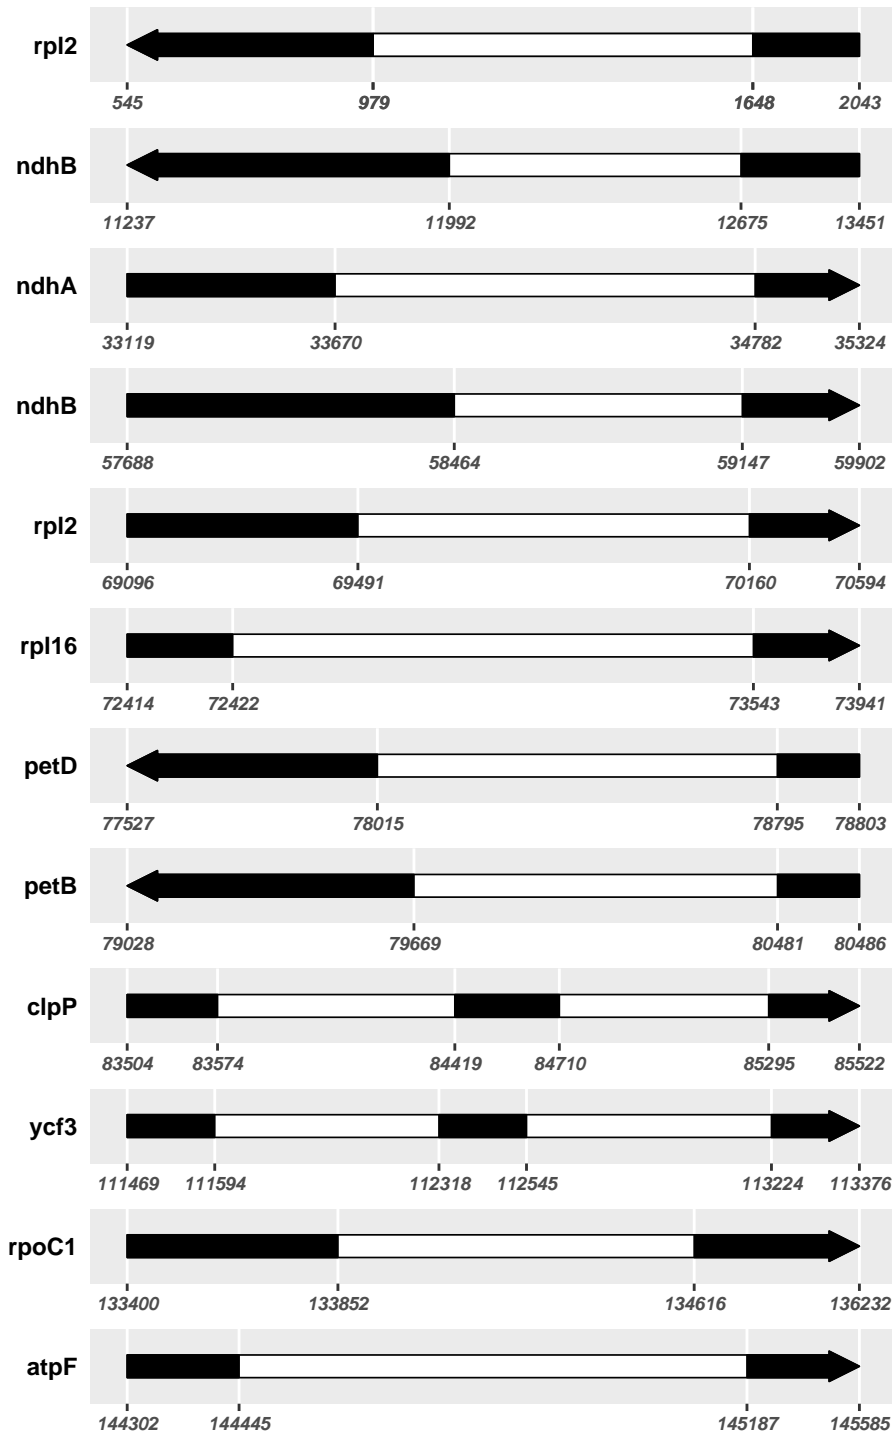 rpl2
545 979 1648 2043
ndhB
11237 11992 12675 13451
ndhA
33119 33670 34782 35324
ndhB
57688 58464 59147 59902
rpl2
69096 69491 70160 70594
rpl16
72414 72422 73543 73941
petD
77527 78015 78795 78803
petB
79028 79669 80481 80486
clpP
83504 83574 84419 84710 85295 85522
ycf3
111469 111594 112318 112545 113224 113376
rpoC1
133400 133852 134616 136232
atpF
144302 144445 145187 145585